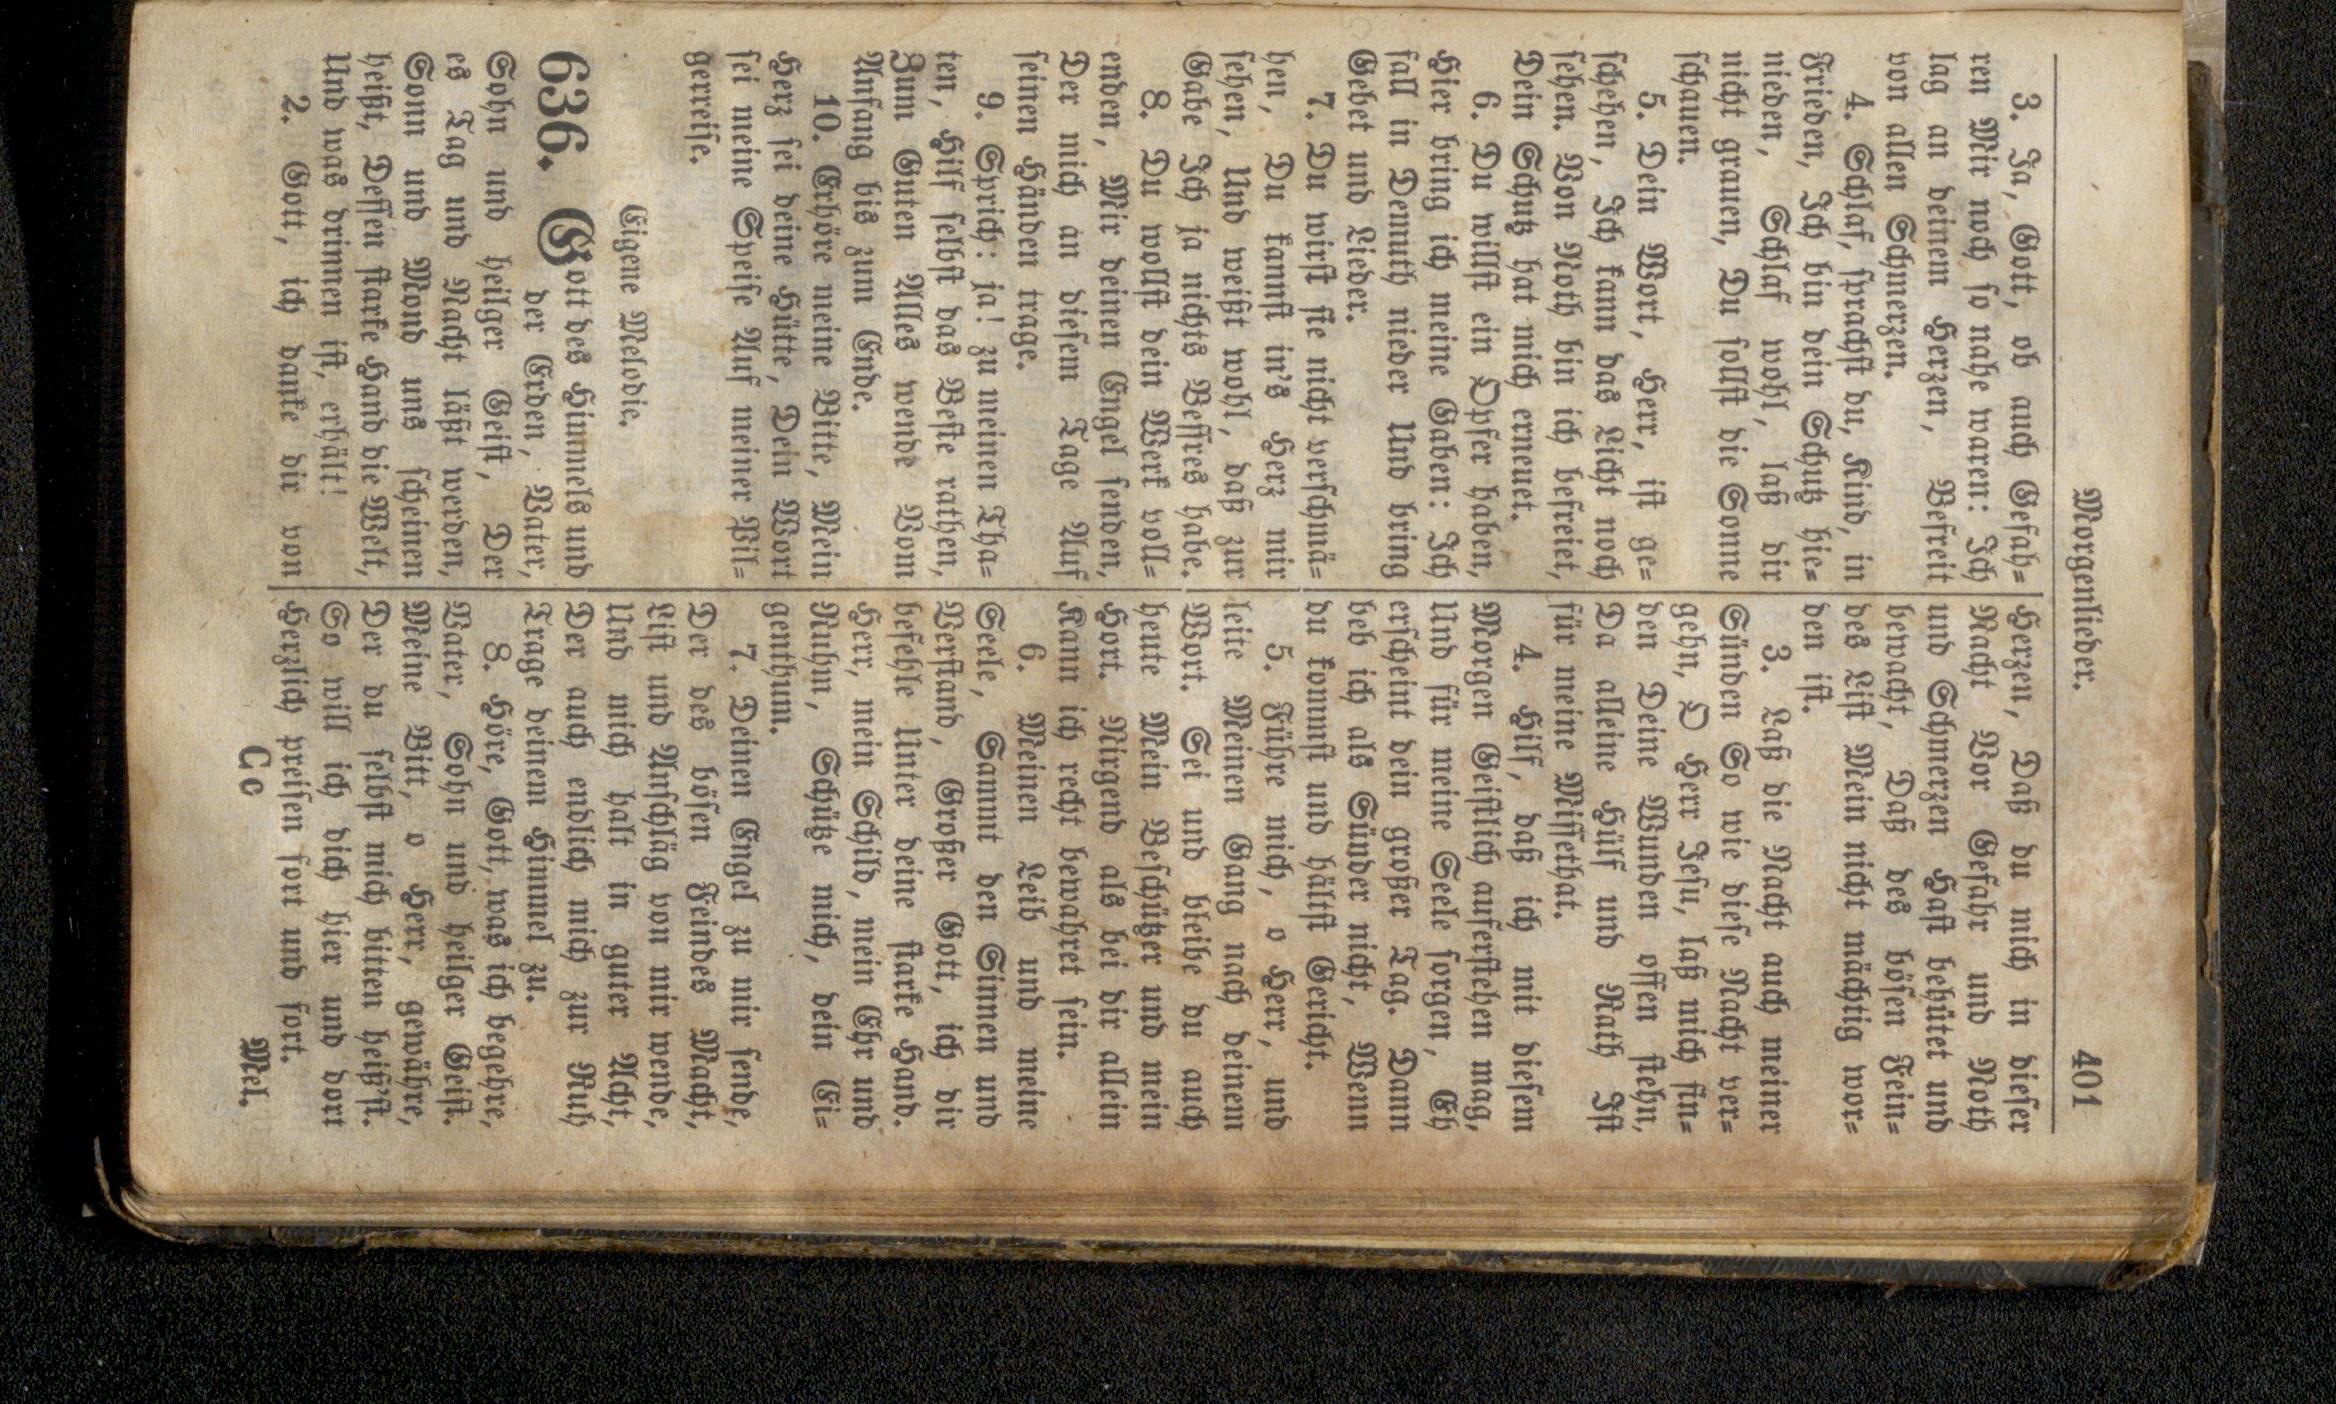 Morgenlieder. 401
3. Ja, Gott, ob auch Gefah-
ren Mir noch so nahe waren: Ich
lag an deinem Herzen, Befreit
von allen Schmerzen.
4. Schlaf, sprachst du, Kind, in
Frieden, Ich bin dein Schutz hie-
nieden, Schlaf wohl, laß dir
nicht grauen, Du sollst die Sonne
schauen.
5. Dein Wort, Herr, ist ge-
schehen, Ich kann das Licht noch
sehen. Von Noth bin ich befreiet,
Dein Schutz hat mich erneuet.
6. Du willst ein Opfer haben,
Hier bring ich meine Gaben: Ich
fall in Demuth nieder Und bring
Gebet und Lieder.
7. Du wirst sie nicht verschmä-
hen, Du kannst in's Herz mir
sehen, Und weißt wohl, daß zur
Gabe Ich ja nichts Bessres habe.
8. Du wollst dein Werk voll-
enden, Mir deinen Engel senden,
Der mich an diesem Tage Auf
seinen Händen trage.
9. Sprich: ja! zu meinen Tha-
ten, Hilf selbst das Beste rathen,
Zum Guten Alles wende Vom
Anfang bis zum Ende.
10. Erhöre meine Bitte, Mein
Herz sei deine Hütte, Dein Wort
sei meine Speise Auf meiner Pil-
gerreise.
Eigene Melodie.
636. Gott des Himmels und
der Erden, Vater,
Sohn und heilger Geist, Der
es Tag und Nacht läßt werden,
Sonn und Mond uns scheinen
heißt, Dessen starke Hand die Welt,
Und was drinnen ist, erhält!
2. Gott, ich danke dir von
Herzen, Daß du mich in dieser
Nacht Vor Gefahr und Noth
und Schmerzen Hast behütet und
bewacht, Daß des bösen Fein-
des List Mein nicht mächtig wor-
den ist.
3. Laß die Nacht auch meiner
Sünden So wie diese Nacht ver-
gehn, O Herr Jesu, laß mich fin-
den Deine Wunden offen stehn,
Da alleine Hülf und Rath Ist
für meine Missethat.
4. Hilf, daß ich mit diesem
Morgen Geistlich auferstehen mag,
Und für meine Seele sorgen, Eh
erscheint dein großer Tag. Dann
beb ich als Sünder nicht, Wenn
du kommst und hältst Gericht.
5. Führe mich, o Herr, und
leite Meinen Gang nach deinem
Wort. Sei und bleibe du auch
heute Mein Beschützer und mein
Hort. Nirgend als bei dir allein
Kann ich recht bewahret sein.
6. Meinen Leib und meine
Seele, Sammt den Sinnen und
Verstand, Großer Gott, ich dir
befehle Unter deine starke Hand.
Herr, mein Schild, mein Ehr und
Ruhm, Schütze mich, dein Ei-
genthum.
7. Deinen Engel zu mir sende,
Der des bösen Feindes Macht,
List und Anschläg von mir wende,
Und mich halt in guter Acht,
Der auch endlich mich zur Ruh
Trage deinem Himmel zu.
8. Höre, Gott, was ich begehre,
Vater, Sohn und heilger Geist.
Meine Bitt, o Herr, gewähre,
Der du selbst mich bitten heiß'st.
So will ich dich hier und dort
Herzlich preisen fort und fort.
Cc Mel.